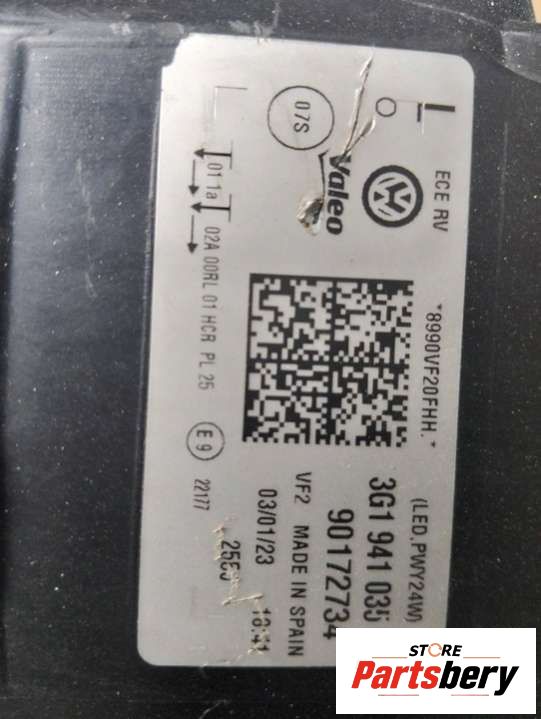 L
ECE RV
Valeo
07S
01 1a
02A 00RL 01 HCR PL 25
E 9
22177
*8990VF20FHH.*
(LED,PWY24W)
3G1 941 035
90172734
VF2 MADE IN SPAIN
03/01/23
STORE
Partsbery